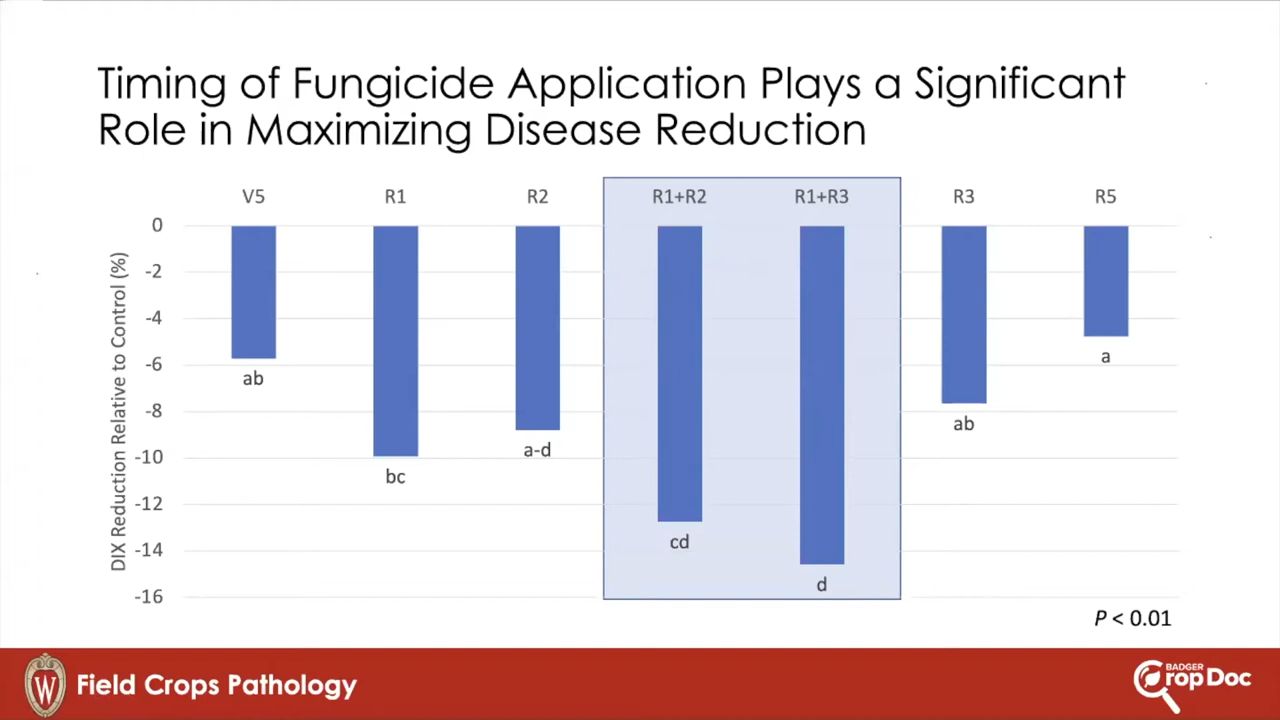 Timing of Fungicide Application Plays a Significant
Role in Maximizing Disease Reduction
V5 R1 R2 R1+R2 R1+R3 R3 R5
DIX Reduction Relative to Control (%)
0
-2
-4
-6
-8
-10
-12
-14
-16
ab
bc
a-d
cd
d
ab
a
P < 0.01
W
Field Crops Pathology
BADGER
Crop Doc